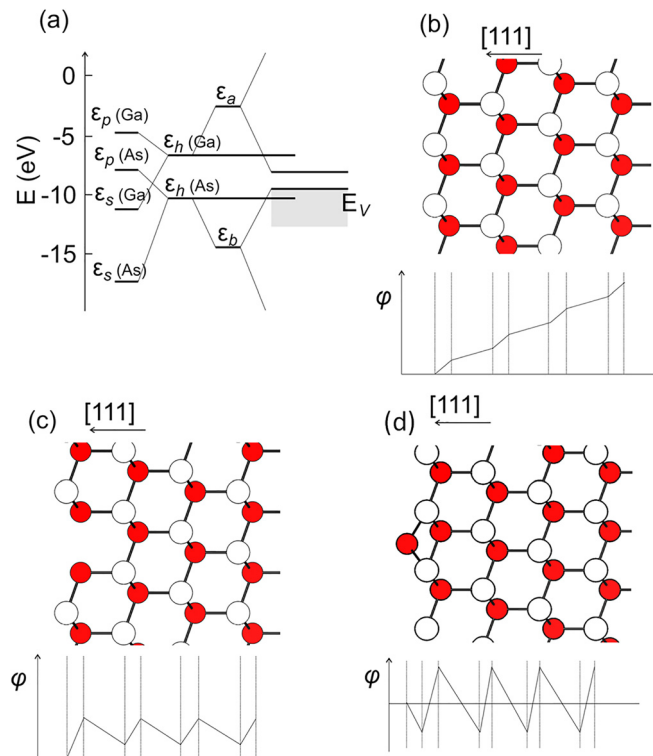 (a)
E (eV)
0
-5
-10
-15
εp (Ga)
εp (As)
εs (Ga)
εs (As)
εh (Ga)
εh (As)
εa
εb
EV
(b)
[111]
φ
(c)
[111]
φ
(d)
[111]
φ